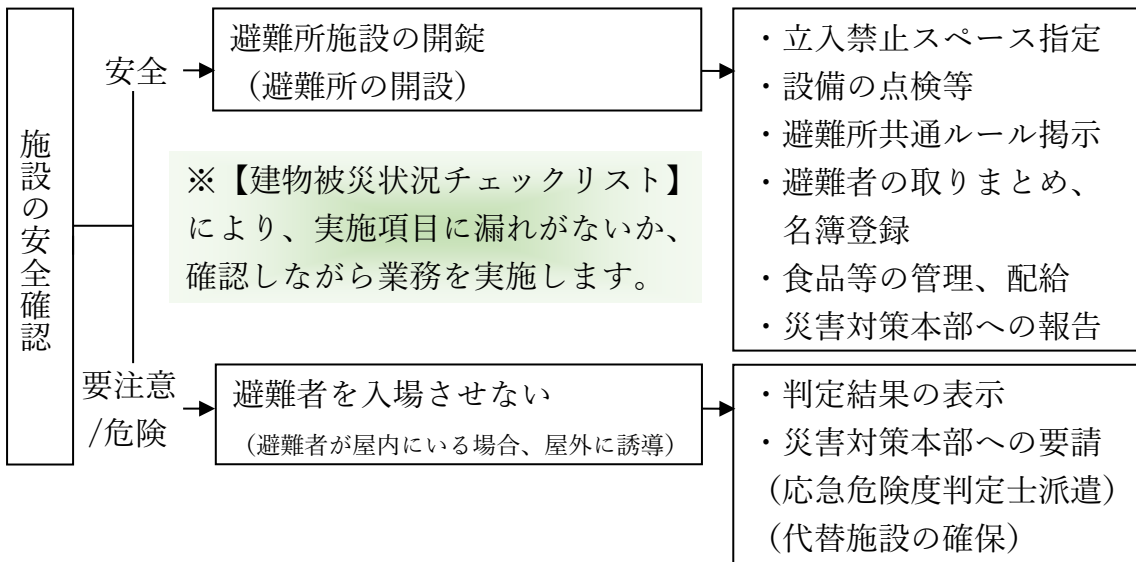 施設の安全確認
安全
避難所施設の開錠
（避難所の開設）
・立入禁止スペース指定
・設備の点検等
・避難所共通ルール掲示
・避難者の取りまとめ、
名簿登録
・食品等の管理、配給
・災害対策本部への報告
※【建物被災状況チェックリスト】
により、実施項目に漏れがないか、
確認しながら業務を実施します。
要注意
/危険
避難者を入場させない
（避難者が屋内にいる場合、屋外に誘導）
・判定結果の表示
・災害対策本部への要請
（応急危険度判定士派遣）
（代替施設の確保）